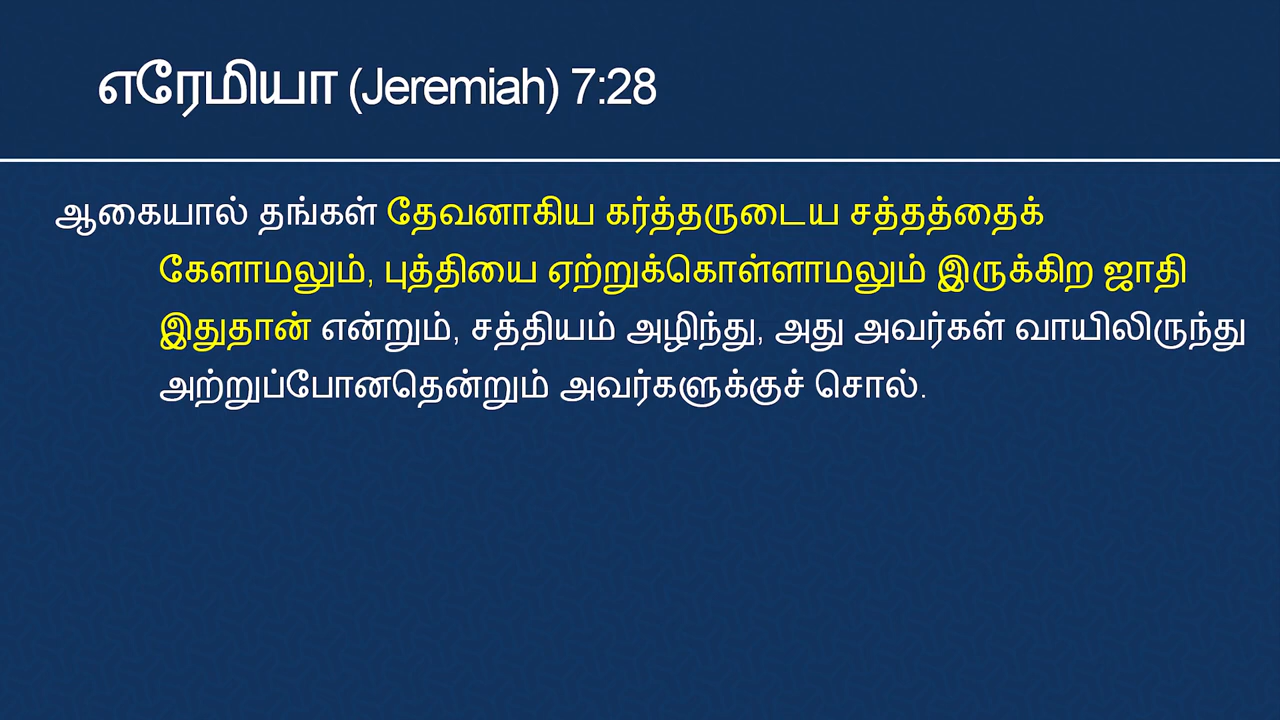 எரேமியா (Jeremiah) 7:28
ஆகையால் தங்கள் தேவனாகிய கர்த்தருடைய சத்தத்தைக்
கேளாமலும், புத்தியை ஏற்றுக்கொள்ளாமலும் இருக்கிற ஜாதி
இதுதான் என்றும், சத்தியம் அழிந்து, அது அவர்கள் வாயிலிருந்து
அற்றுப்போனதென்றும் அவர்களுக்குச் சொல்.